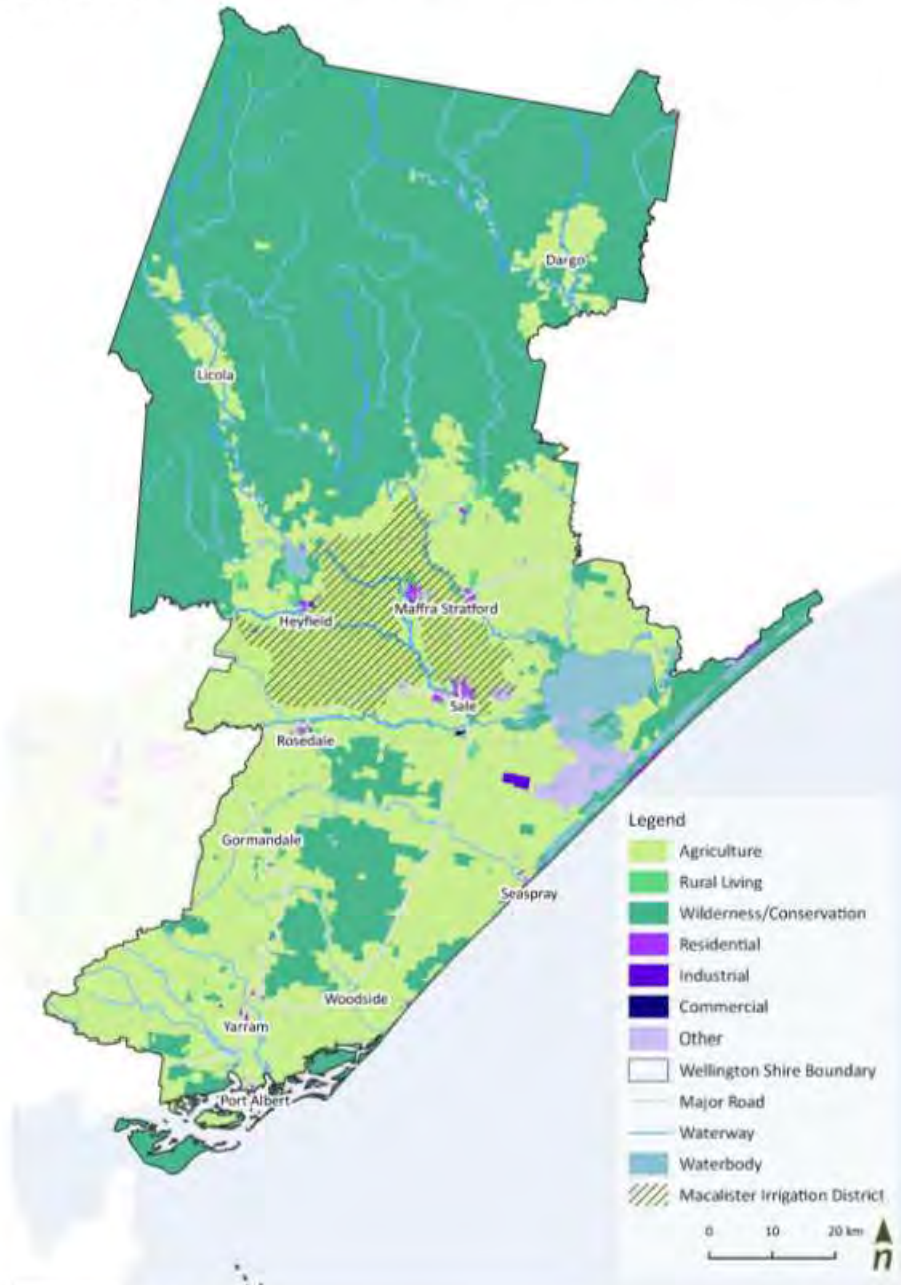 Dargo
Licola
Maffra Stratford
Heyfield
Sale
Rosedale
Gormandale
Seaspray
Woodside
Yarram
Port Albert
Legend
Agriculture
Rural Living
Wilderness/Conservation
Residential
Industrial
Commercial
Other
Wellington Shire Boundary
Major Road
Waterway
Waterbody
Macalister Irrigation District
0 10 20 km
n